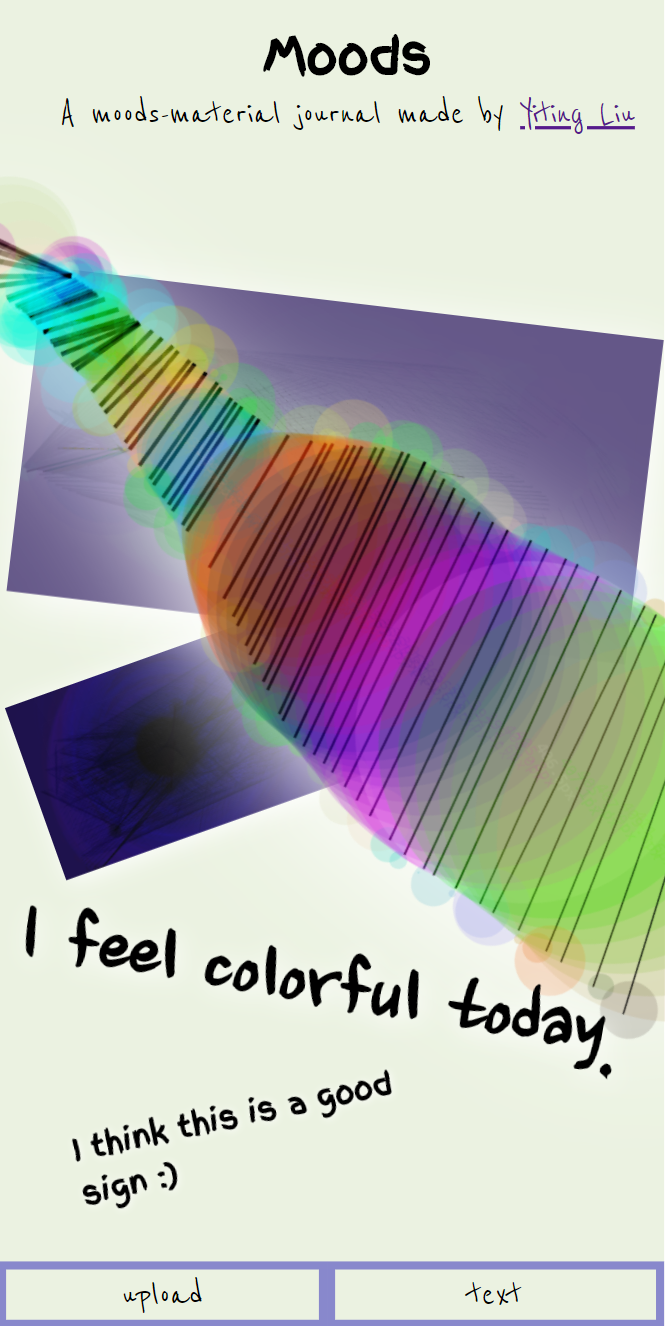 Moods
A moods-material journal made by Yiting Liu
I feel colorful today.
I think this is a good
sign :)
upload
text